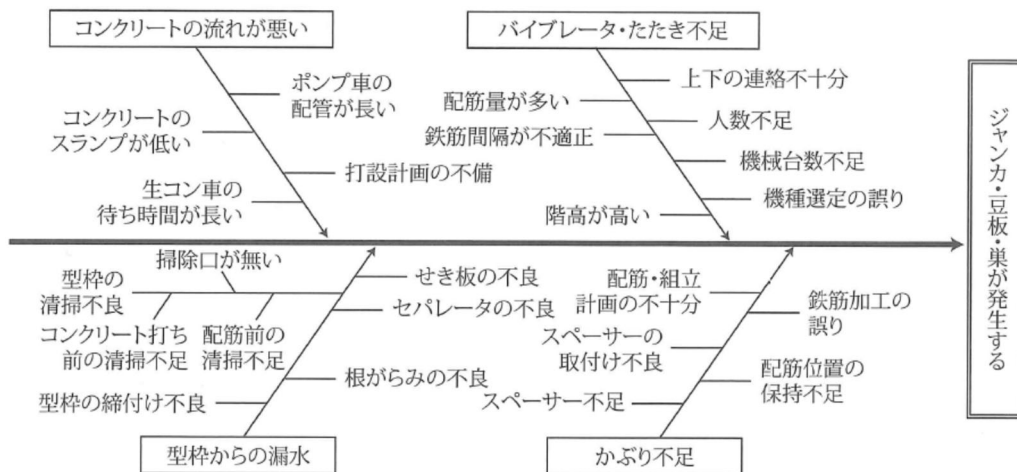 コンクリートの流れが悪い
ポンプ車の
配管が長い
コンクリートの
スランプが低い
打設計画の不備
生コン車の
待ち時間が長い
バイブレータ・たたき不足
上下の連絡不十分
配筋量が多い
人数不足
鉄筋間隔が不適正
機械台数不足
機種選定の誤り
階高が高い
ジャンカ・豆板・巣が発生する
掃除口が無い
型枠の
清掃不良
コンクリート打ち
前の清掃不足
配筋前の
清掃不足
せき板の不良
セパレータの不良
根がらみの不良
型枠の締付け不良
型枠からの漏水
配筋・組立
計画の不十分
鉄筋加工の
誤り
スペーサーの
取付け不良
配筋位置の
保持不足
スペーサー不足
かぶり不足